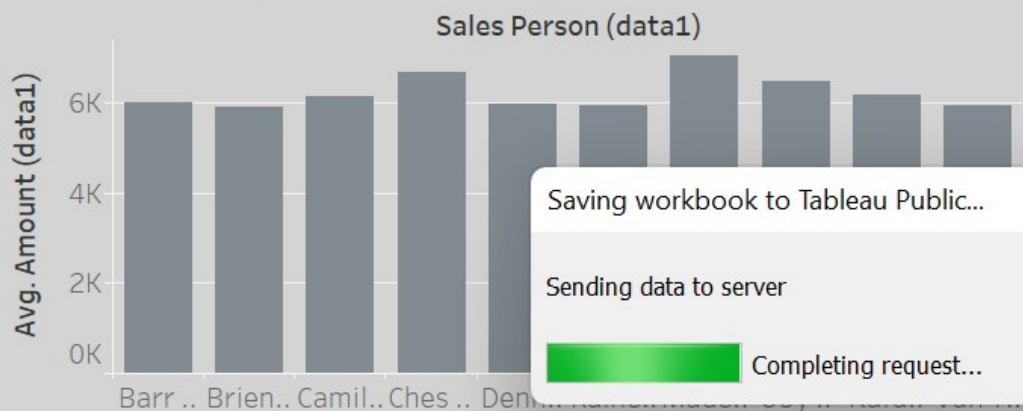 Sales Person (data1)
Avg. Amount (data1)
6K
4K
2K
0K
Saving workbook to Tableau Public...
Sending data to server
Completing request...
Barr .. Brien.. Camil.. Ches ..